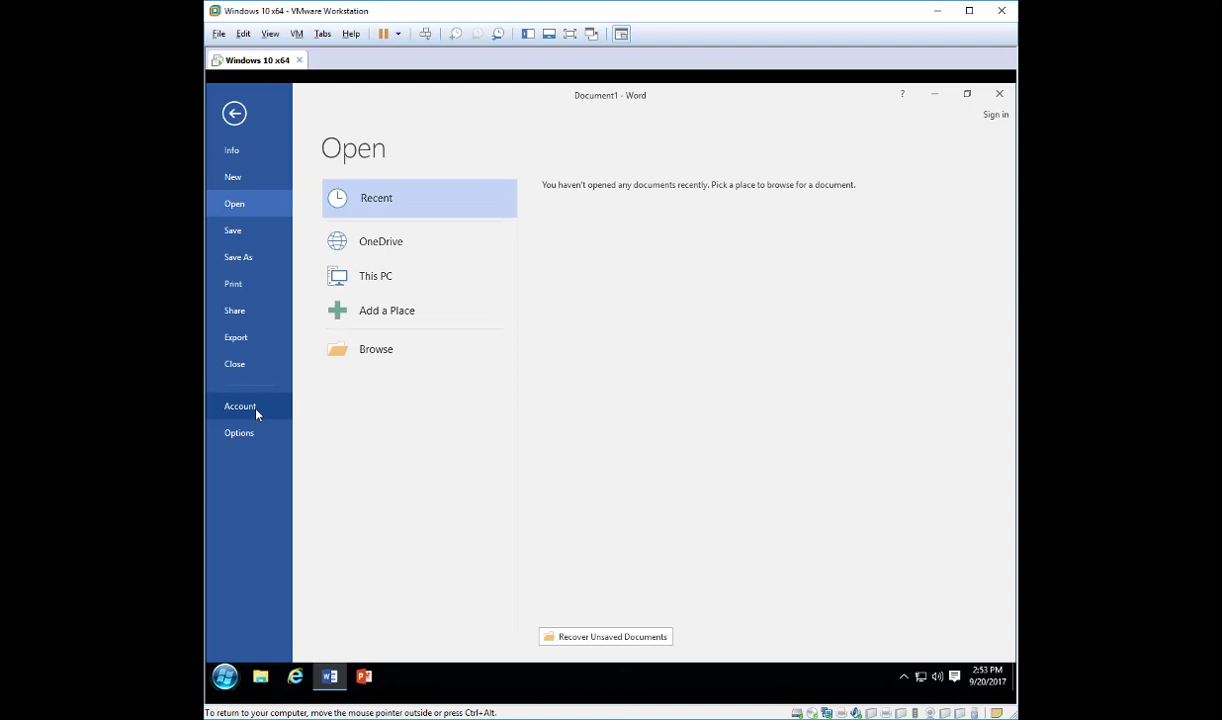 Windows 10 x64 - VMware Workstation
File Edit View VM Tabs Help
Windows 10 x64
Document1 - Word
?
Sign in
Info
New
Open
Save
Save As
Print
Share
Export
Close
Account
Options
Open
Recent
OneDrive
This PC
Add a Place
Browse
You haven't opened any documents recently. Pick a place to browse for a document.
Recover Unsaved Documents
2:53 PM
9/20/2017
To return to your computer, move the mouse pointer outside or press Ctrl+Alt.